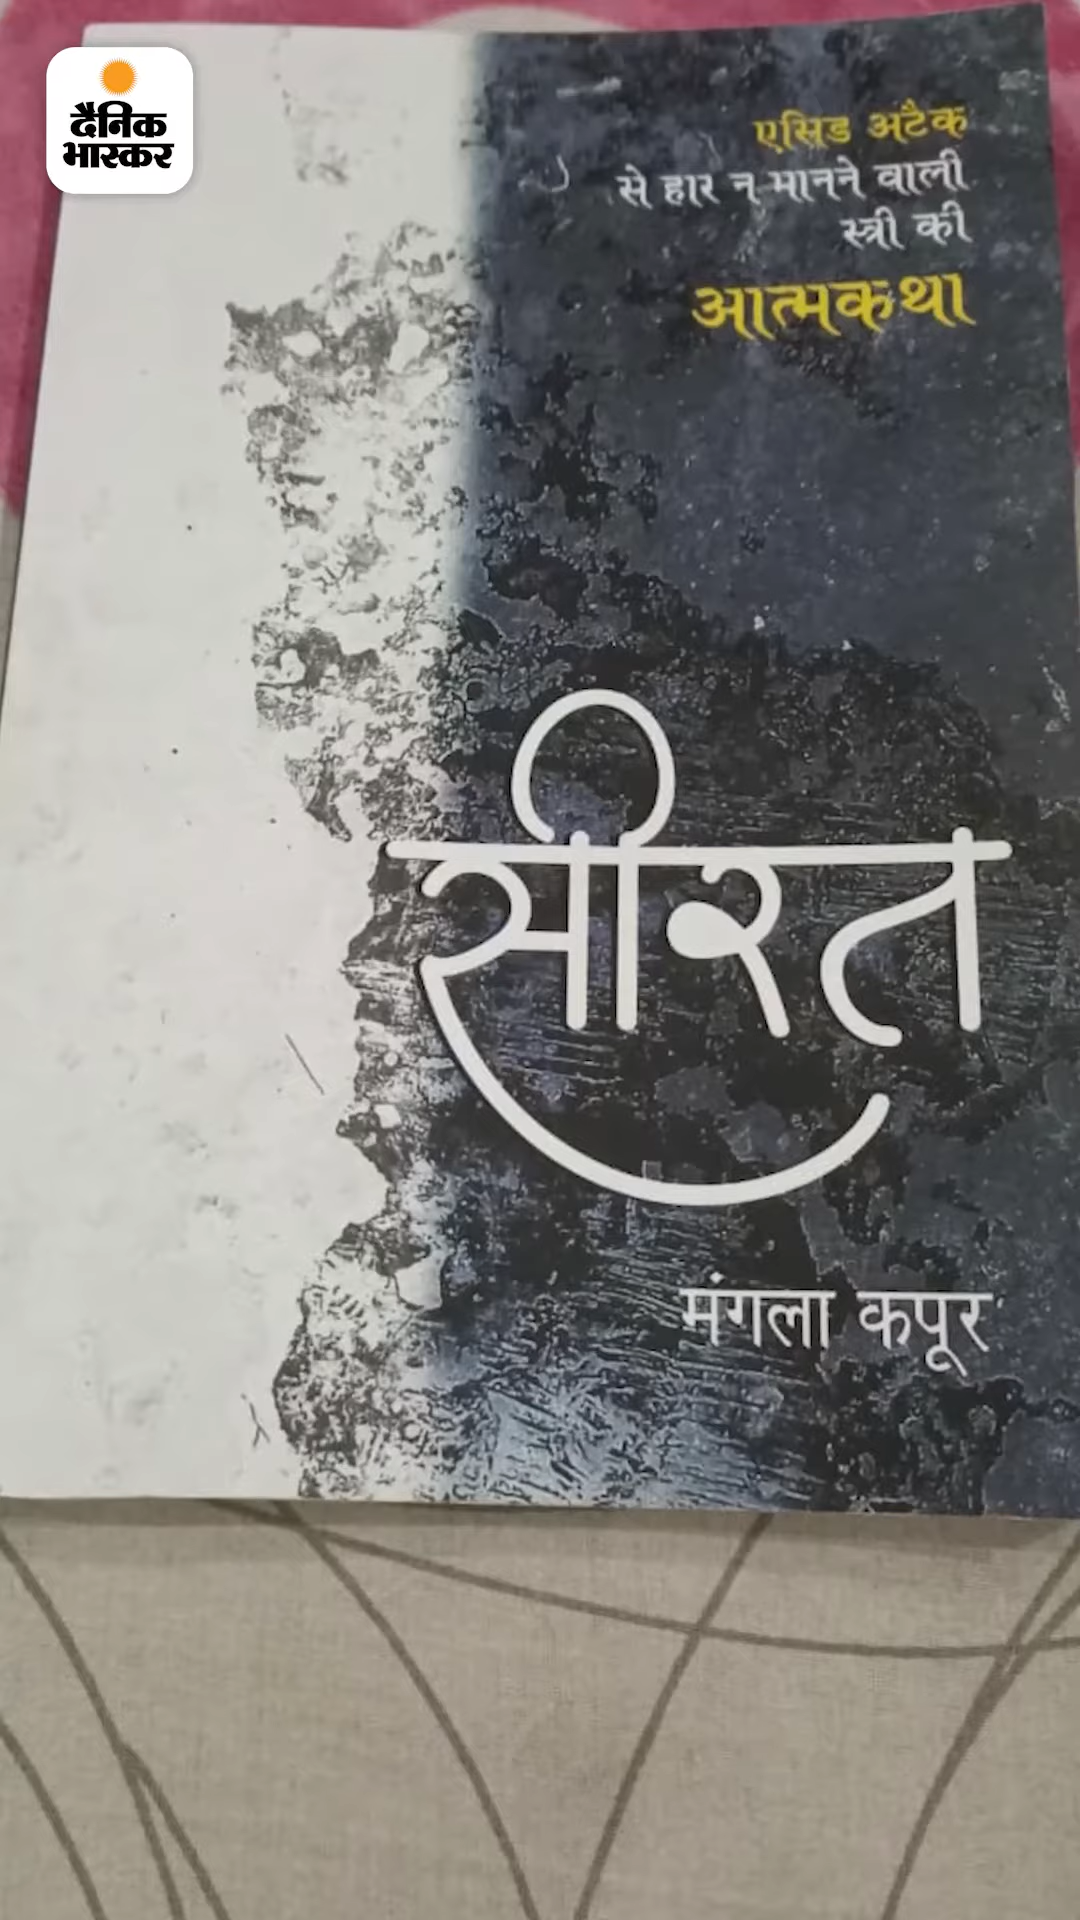 दैनिक
भास्कर
एसिड अटैक
से हार न मानने वाली
स्त्री की
आत्मकथा
सीरत
मंगला कपूर